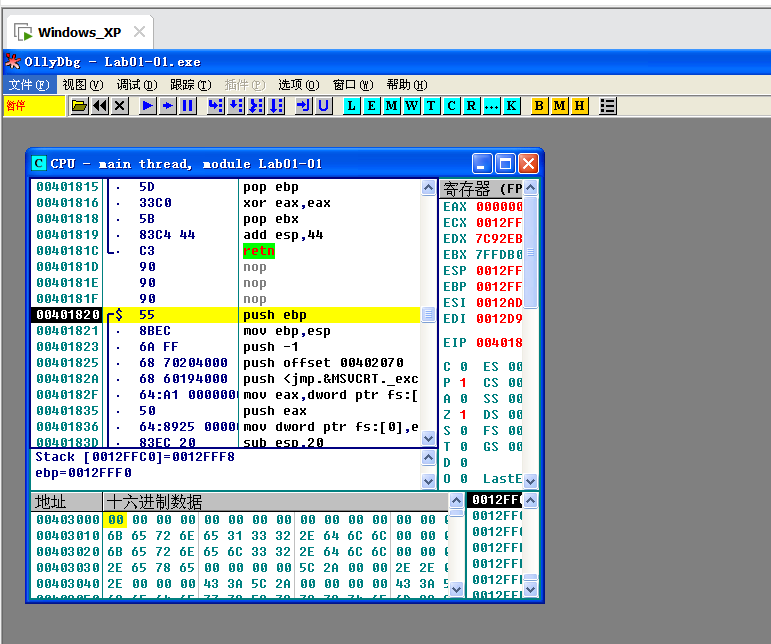 Windows_XP
OllyDbg - Lab01-01.exe
文件(F) 视图(V) 调试(D) 跟踪(T) 插件(P) 选项(O) 窗口(W) 帮助(H)
暂停 L E M W T C R ... K B M H
C CPU - main thread, module Lab01-01
00401815 . 5D pop ebp
00401816 . 33C0 xor eax,eax
00401818 . 5B pop ebx
00401819 . 83C4 44 add esp,44
0040181C . C3 retn
0040181D 90 nop
0040181E 90 nop
0040181F 90 nop
00401820 $ 55 push ebp
00401821 . 8BEC mov ebp,esp
00401823 . 6A FF push -1
00401825 . 68 70204000 push offset 00402070
0040182A . 68 60194000 push <jmp.&MSVCRT._exc
0040182F . 64:A1 000000 mov eax,dword ptr fs:[
00401835 . 50 push eax
00401836 . 64:8925 0000 mov dword ptr fs:[0],e
0040183D . 83EC 20 sub esp,20
Stack [0012FFC0]=0012FFF8
ebp=0012FFF0
寄存器 (FP
EAX 000000
ECX 0012FF
EDX 7C92EB
EBX 7FFDB0
ESP 0012FF
EBP 0012FF
ESI 0012AD
EDI 0012D9
EIP 004018
C 0 ES 00
P 1 CS 00
A 0 SS 00
Z 1 DS 00
S 0 FS 00
T 0 GS 00
D 0
O 0 LastE
地址 十六进制数据
00403000 00 00 00 00 00 00 00 00 00 00 00 00 00 00
00403010 6B 65 72 6E 65 31 33 32 2E 64 6C 6C 00 00
00403020 6B 65 72 6E 65 6C 33 32 2E 64 6C 6C 00 00
00403030 2E 65 78 65 00 00 00 00 5C 2A 00 00 2E 2E
00403040 2E 00 00 00 43 3A 5C 2A 00 00 00 00 43 3A 5
0012FF
0012FF
0012FF
0012FF
0012FF
0012FF
0012FF